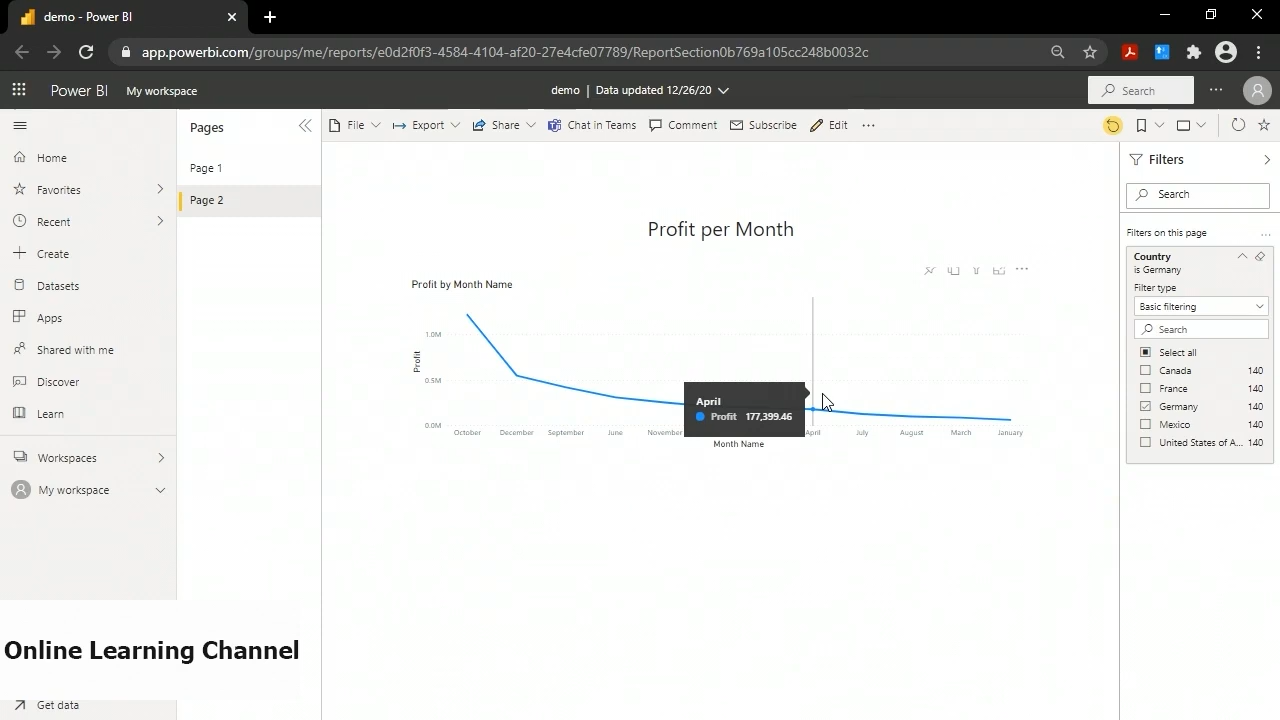 demo - Power BI
app.powerbi.com/groups/me/reports/e0d2f0f3-4584-4104-af20-27e4cfe07789/ReportSection0b769a105cc248b0032c
Power BI My workspace
demo | Data updated 12/26/20
Search
File Export Share Chat in Teams Comment Subscribe Edit
Home
Favorites
Recent
Create
Datasets
Apps
Shared with me
Discover
Learn
Workspaces
My workspace
Get data
Online Learning Channel
Pages
Page 1
Page 2
Profit per Month
Profit by Month Name
1.0M
0.5M
0.0M
Profit
April
Profit 177,399.46
October December September June November April July August March January
Month Name
Filters
Search
Filters on this page
Country
is Germany
Filter type
Basic filtering
Search
Select all
Canada 140
France 140
Germany 140
Mexico 140
United States of A... 140